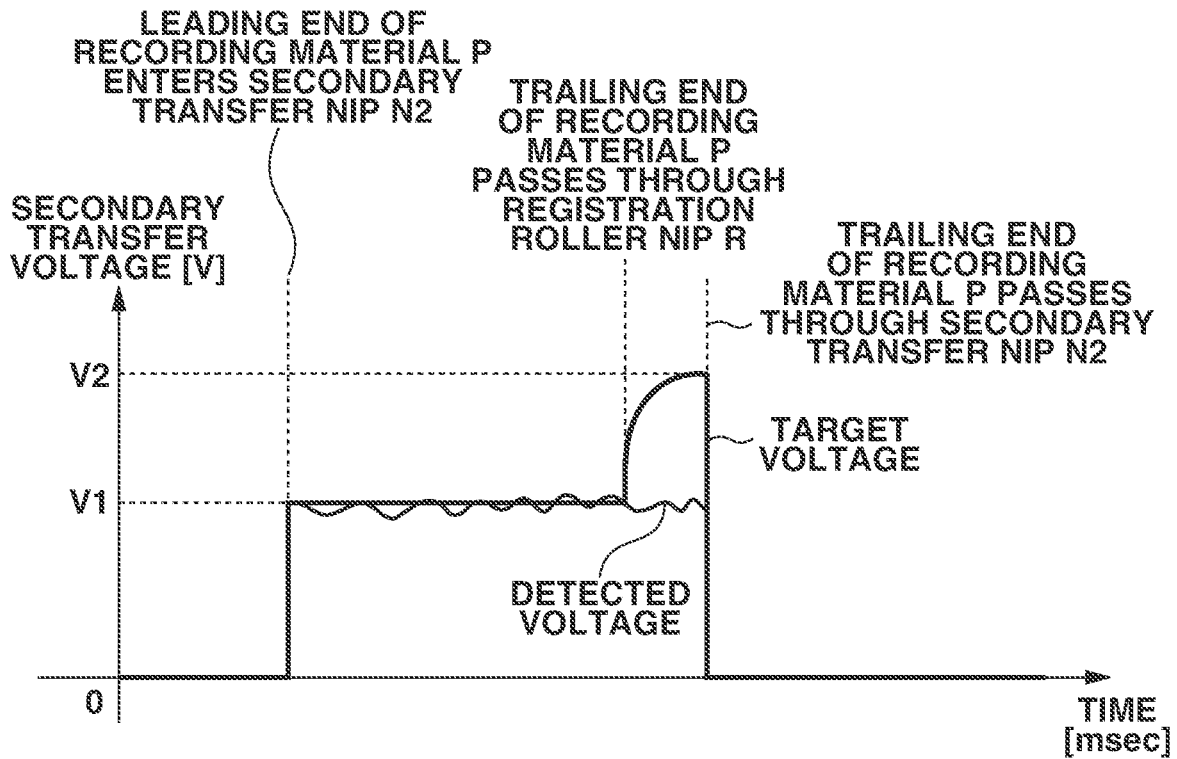 LEADING END OF
RECORDING MATERIAL P
ENTERS SECONDARY
TRANSFER NIP N2
TRAILING END
OF RECORDING
MATERIAL P
PASSES THROUGH
REGISTRATION
ROLLER NIP R
SECONDARY
TRANSFER
VOLTAGE [V]
TRAILING END
OF RECORDING
MATERIAL P PASSES
THROUGH SECONDARY
TRANSFER NIP N2
V2
TARGET
VOLTAGE
V1
DETECTED
VOLTAGE
0
TIME
[msec]